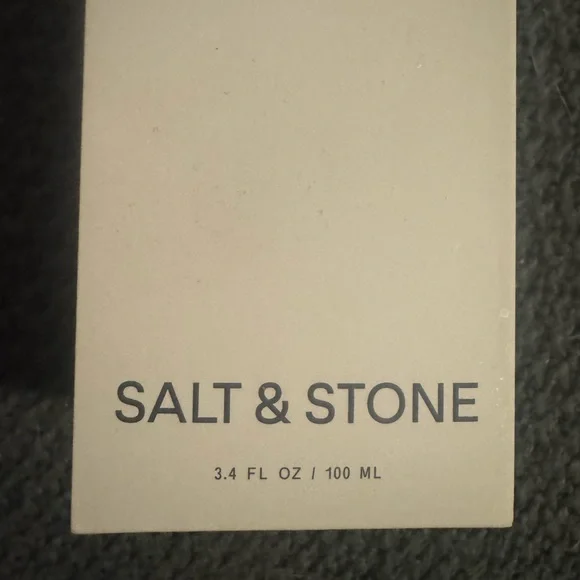 SALT & STONE
3.4 FL OZ / 100 ML